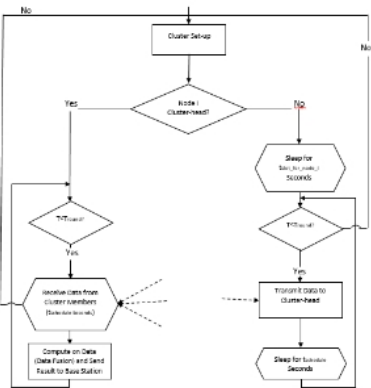 No
Cluster Set-up
No
Node i
Cluster-head?
Yes
No
Sleep for
Seconds
Yes
Receive Data from
Cluster Members
Yes
Transmit Data to
Cluster-head
Compute on Data
(Data Fusion) and Send
Result to Base Station
Sleep for
Seconds